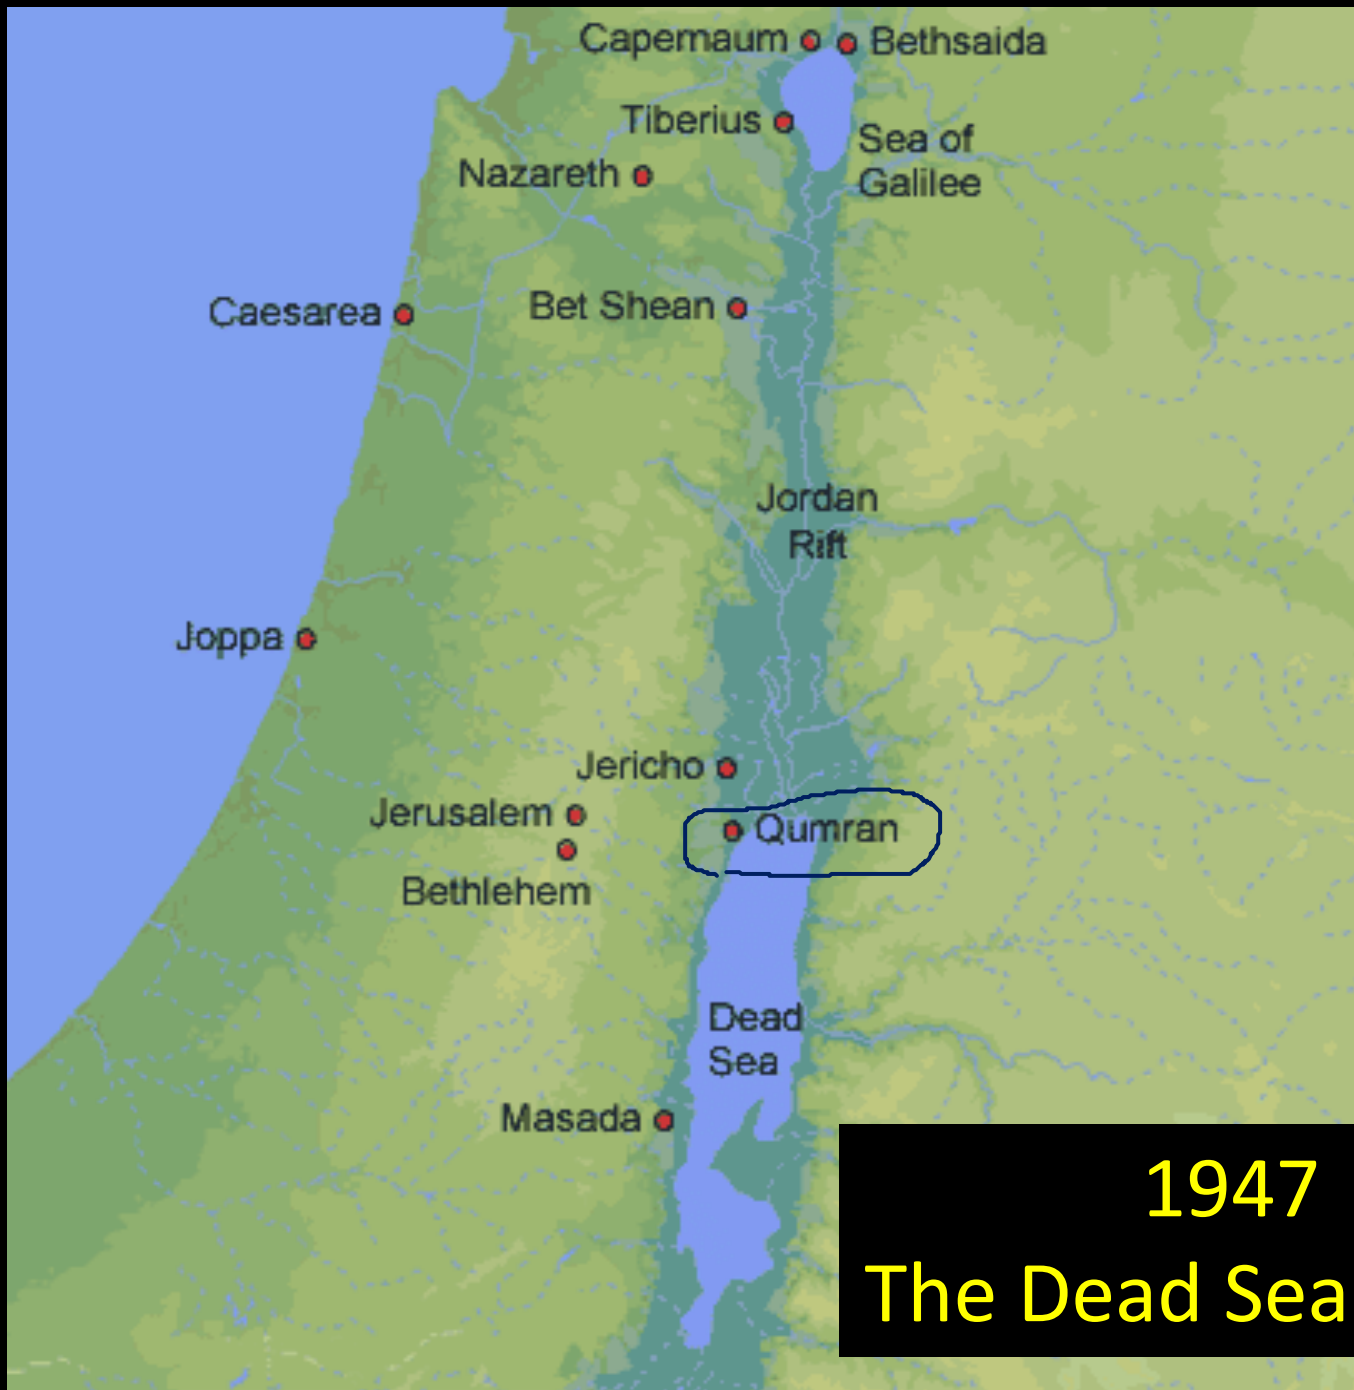 Capernaum
Bethsaida
Tiberius
Sea of
Galilee
Nazareth
Caesarea
Bet Shean
Jordan
Rift
Joppa
Jericho
Jerusalem
Qumran
Bethlehem
Dead
Sea
Masada
1947
The Dead Sea